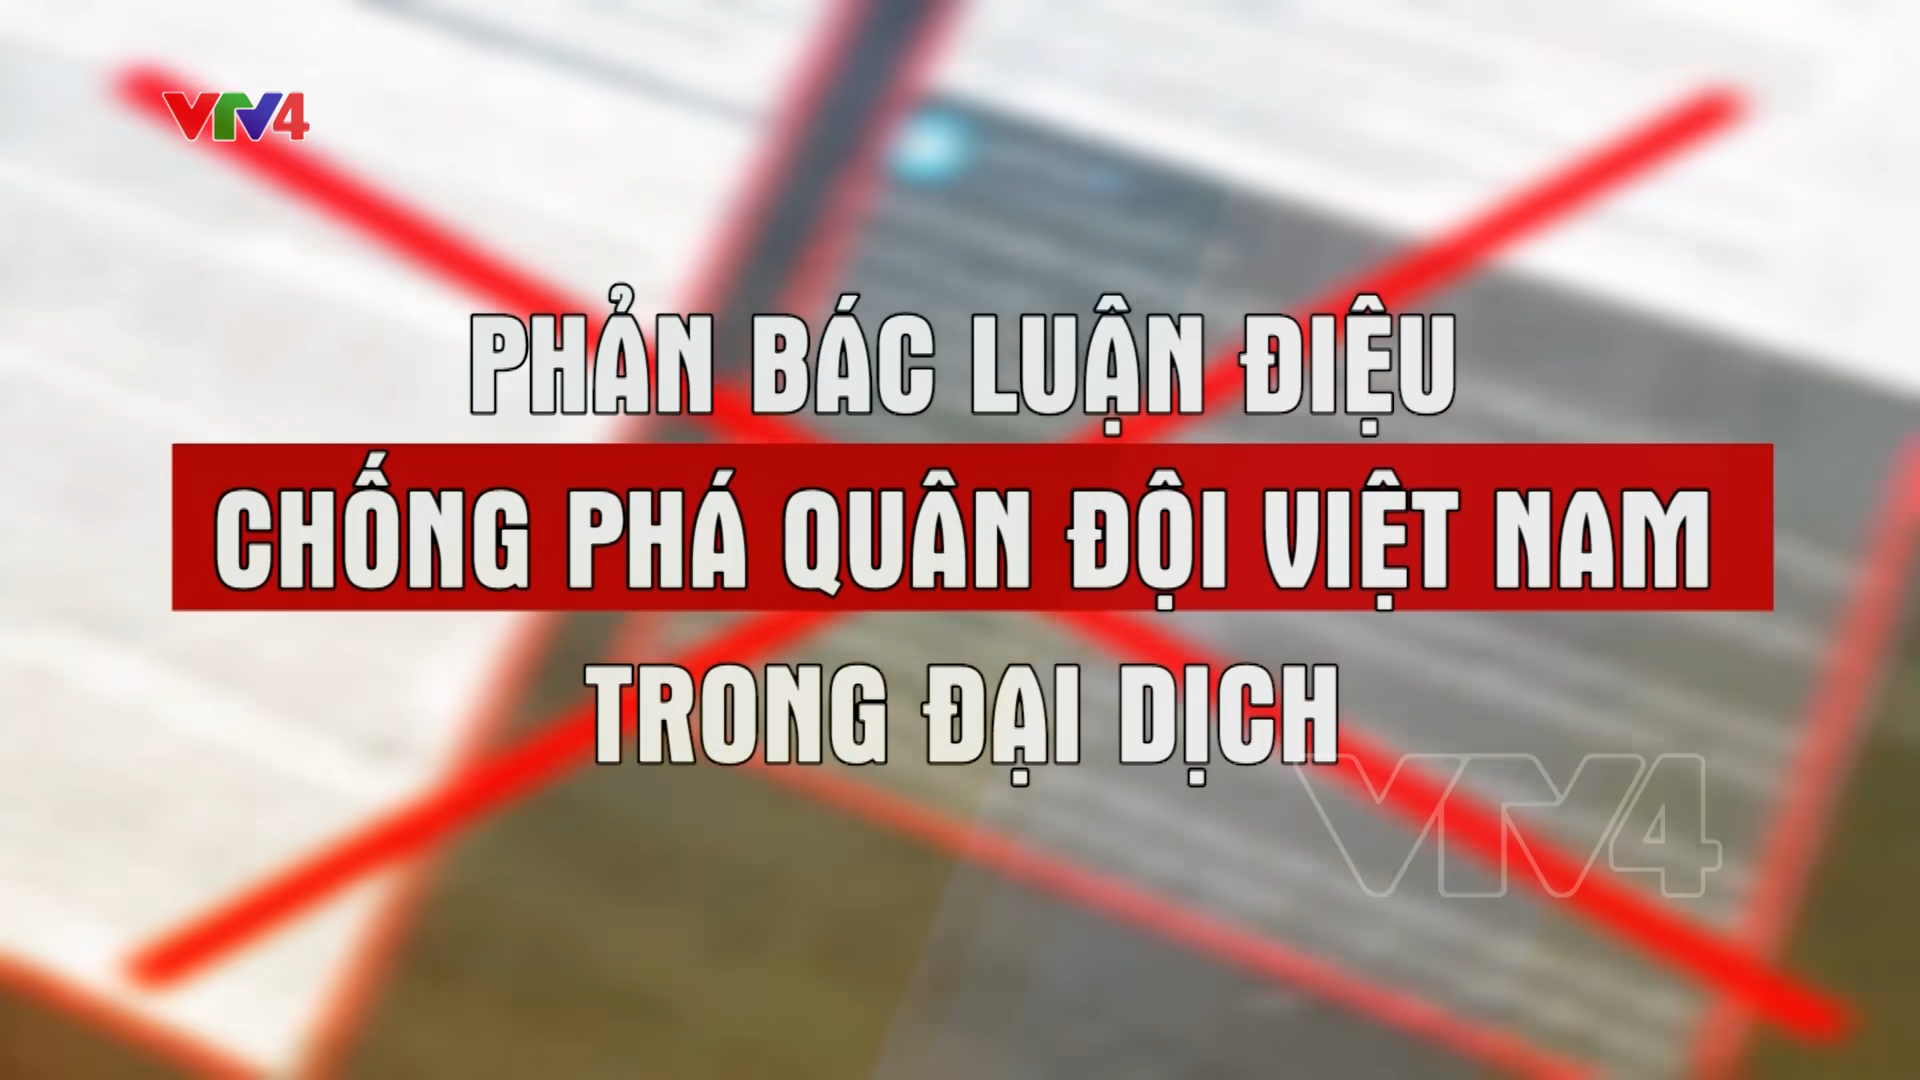 VTV4
PHẢN BÁC LUẬN ĐIỆU
CHỐNG PHÁ QUÂN ĐỘI VIỆT NAM
TRONG ĐẠI DỊCH
VTV4